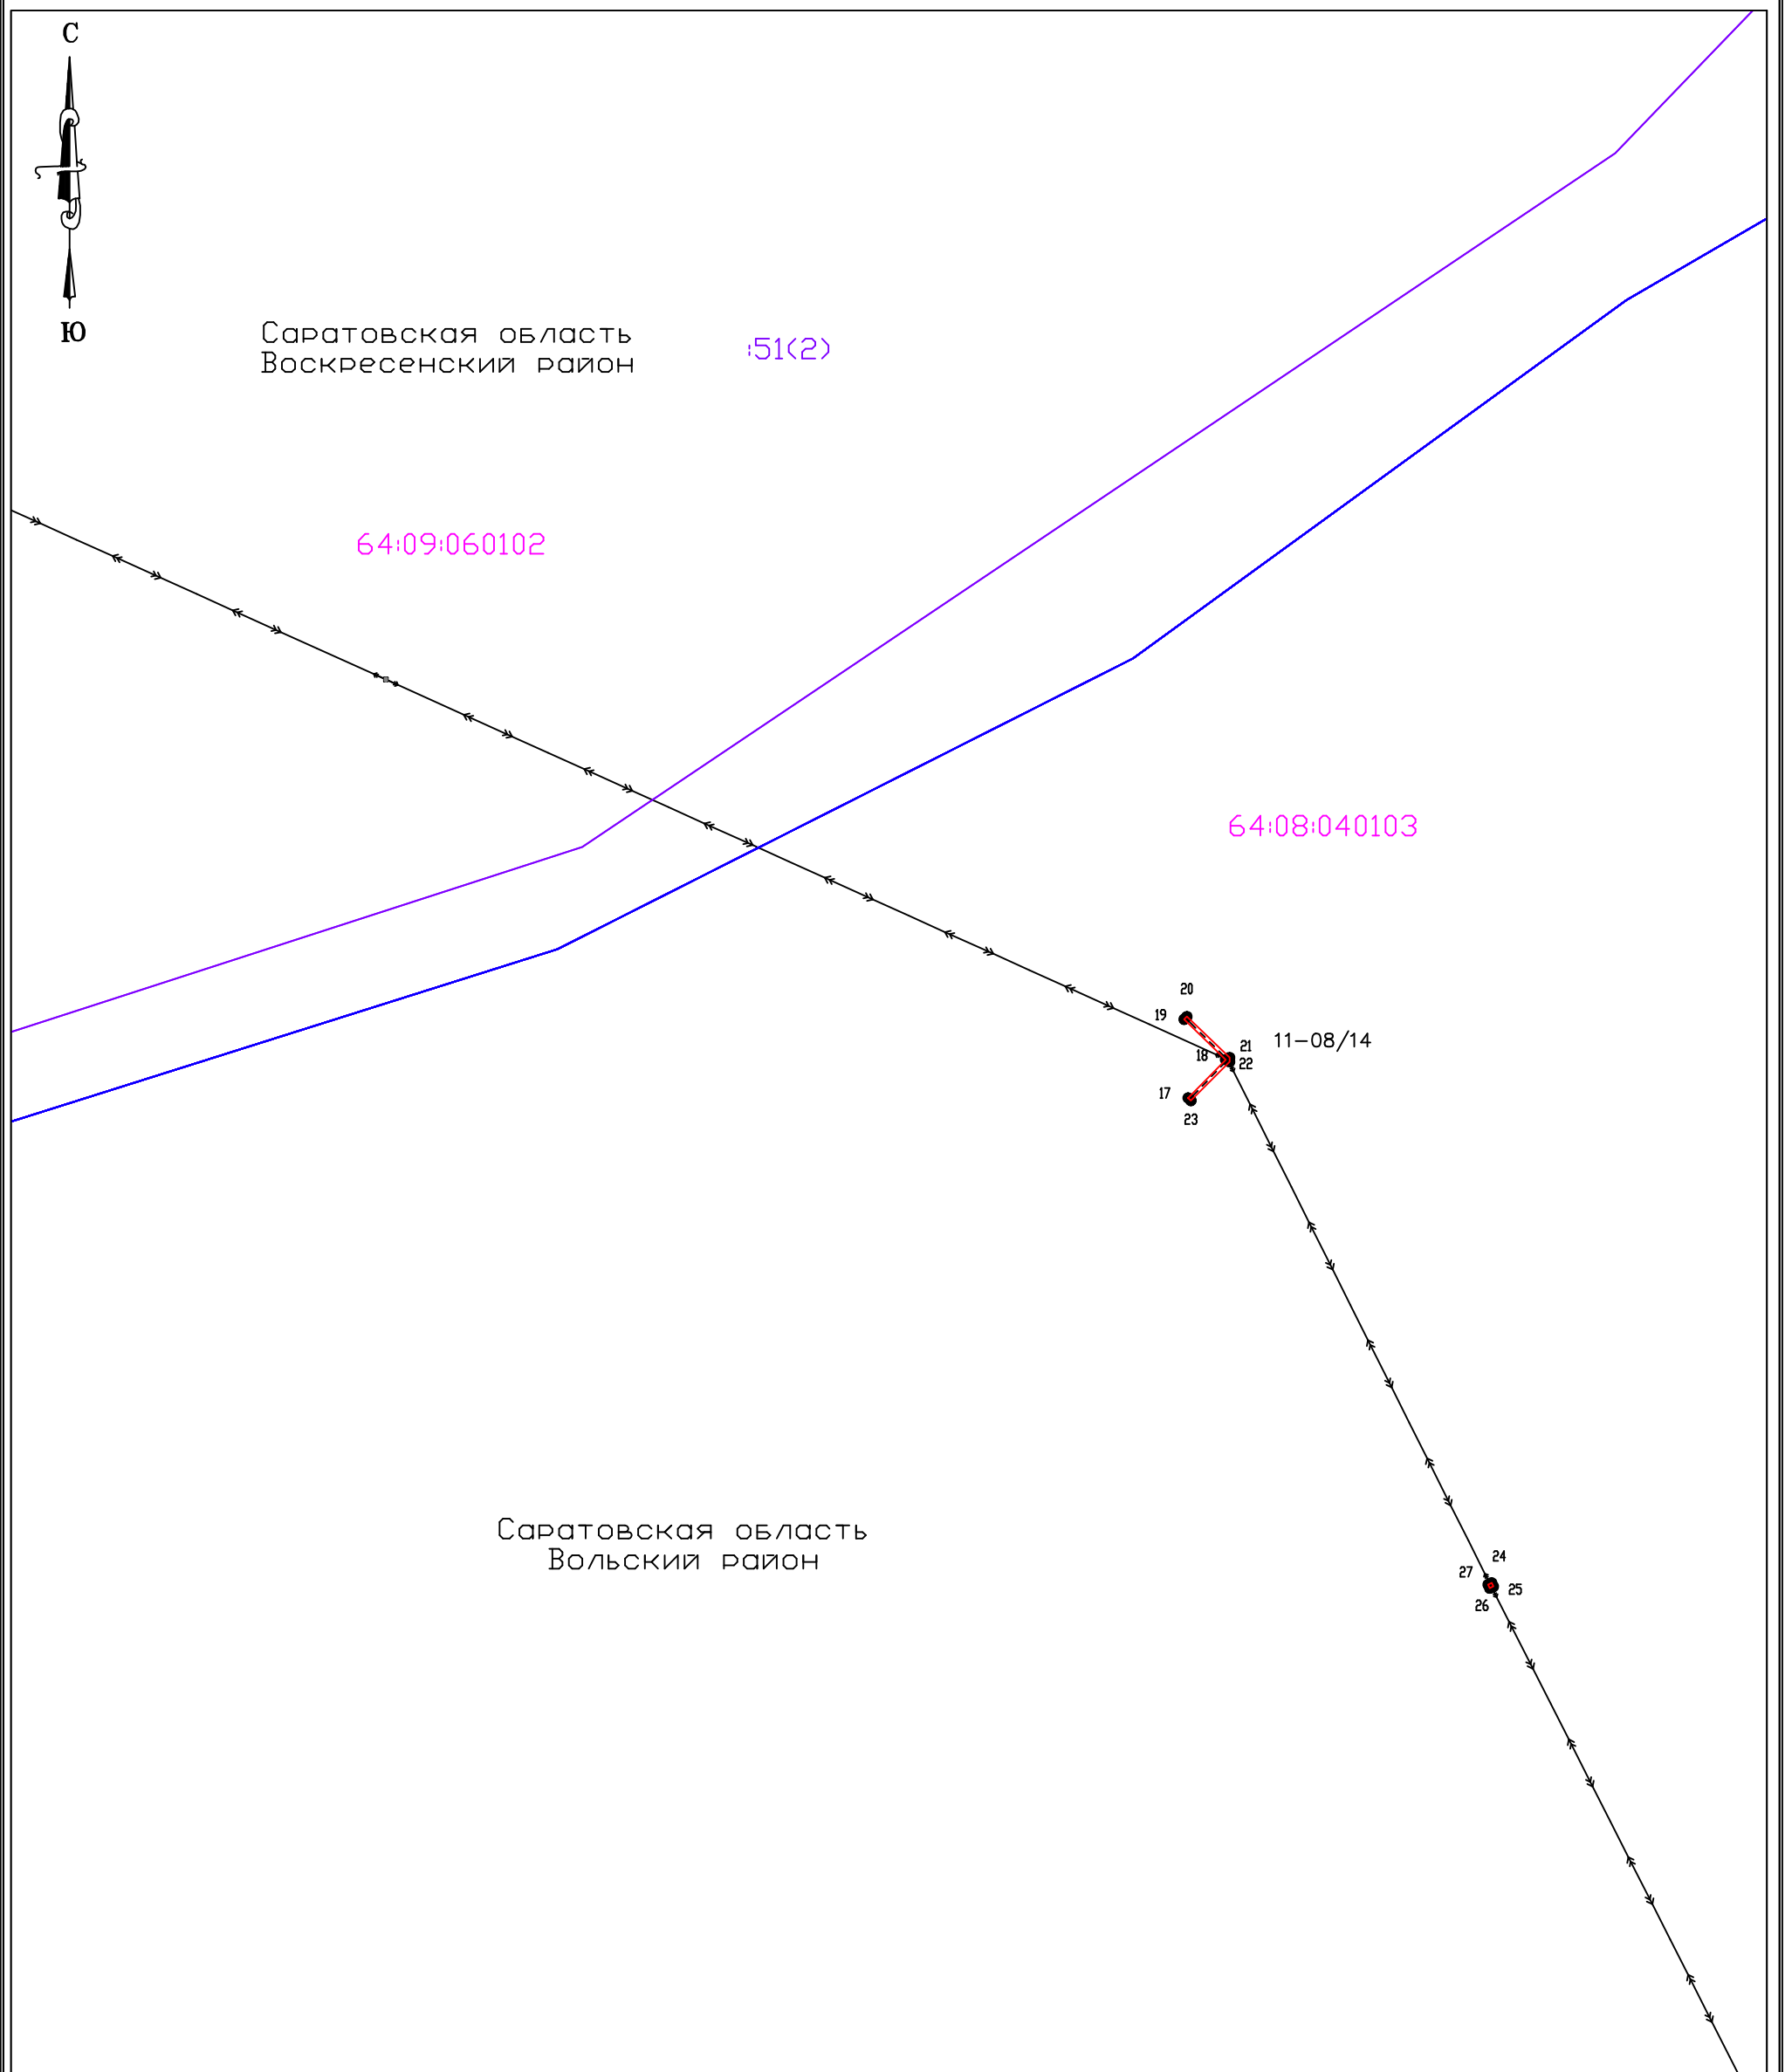 С
Ю
Саратовская область
Воскресенский район
:51(2)
64:09:060102
64:08:040103
20
19
21
11-08/14
18
22
17
23
Саратовская область
Вольский район
24
27
25
26